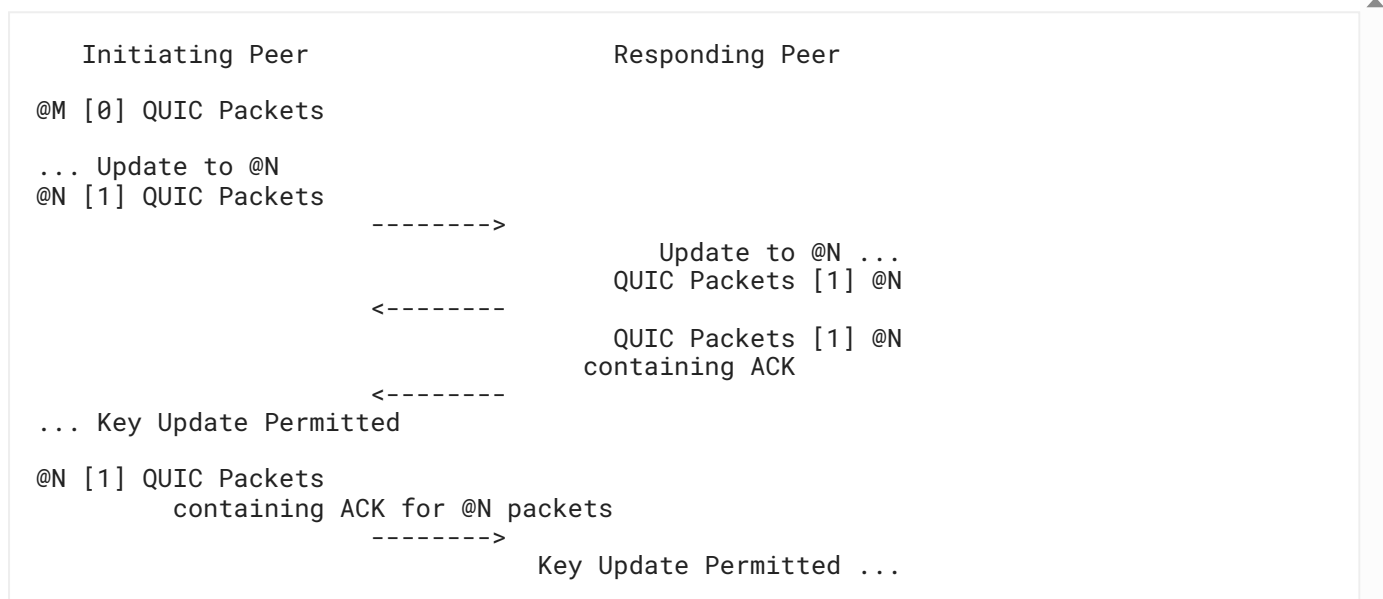 Initiating Peer                    Responding Peer
@M [0] QUIC Packets
... Update to @N
@N [1] QUIC Packets
-------->
Update to @N ...
QUIC Packets [1] @N
<--------
QUIC Packets [1] @N
containing ACK
<--------
... Key Update Permitted
@N [1] QUIC Packets
containing ACK for @N packets
-------->
Key Update Permitted ...